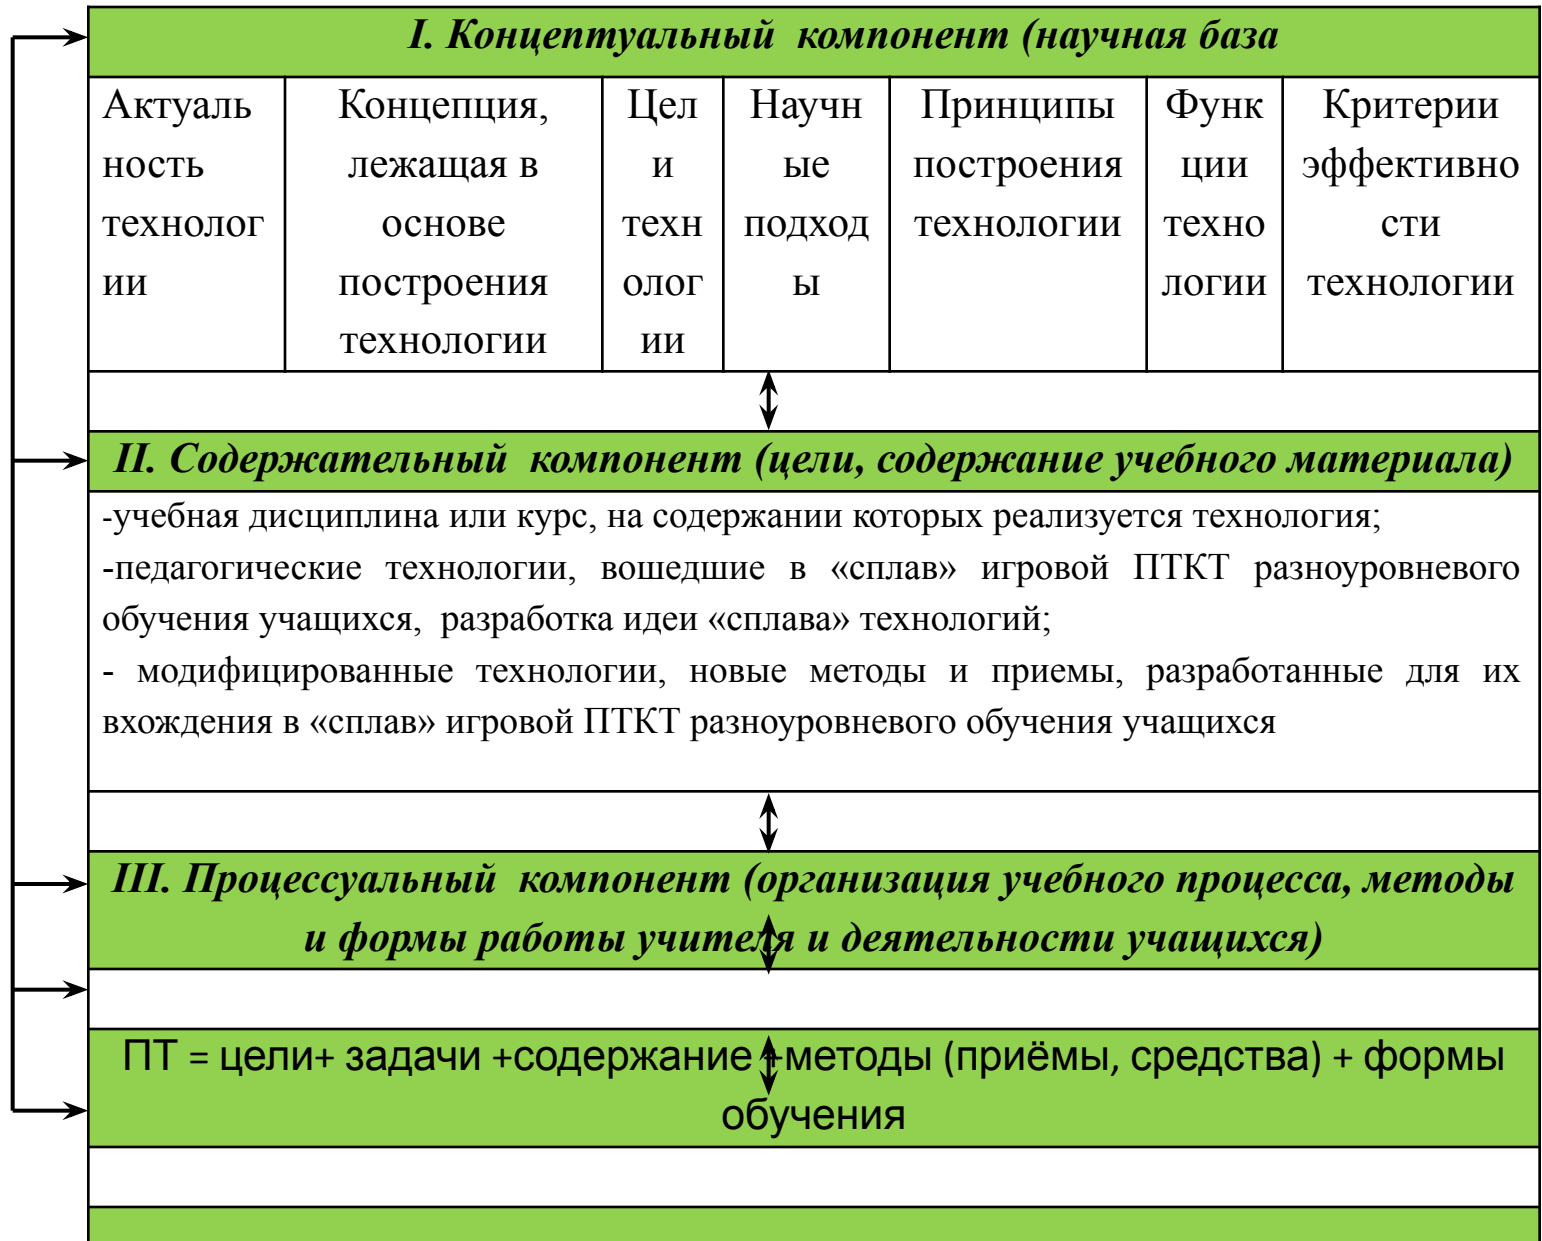 I. Концептуальный компонент (научная база
Актуаль
ность
технолог
ии
Концепция,
лежащая в
основе
построения
технологии
Цел
и
техн
олог
ии
Научн
ые
подход
ы
Принципы
построения
технологии
Функ
ции
техно
логии
Критерии
эффективно
сти
технологии
II. Содержательный компонент (цели, содержание учебного материала)
-учебная дисциплина или курс, на содержании которых реализуется технология;
-педагогические технологии, вошедшие в «сплав» игровой ПТКТ разноуровневого
обучения учащихся, разработка идеи «сплава» технологий;
- модифицированные технологии, новые методы и приемы, разработанные для их
вхождения в «сплав» игровой ПТКТ разноуровневого обучения учащихся
III. Процессуальный компонент (организация учебного процесса, методы
и формы работы учителя и деятельности учащихся)
ПТ = цели+ задачи +содержание +методы (приёмы, средства) + формы
обучения